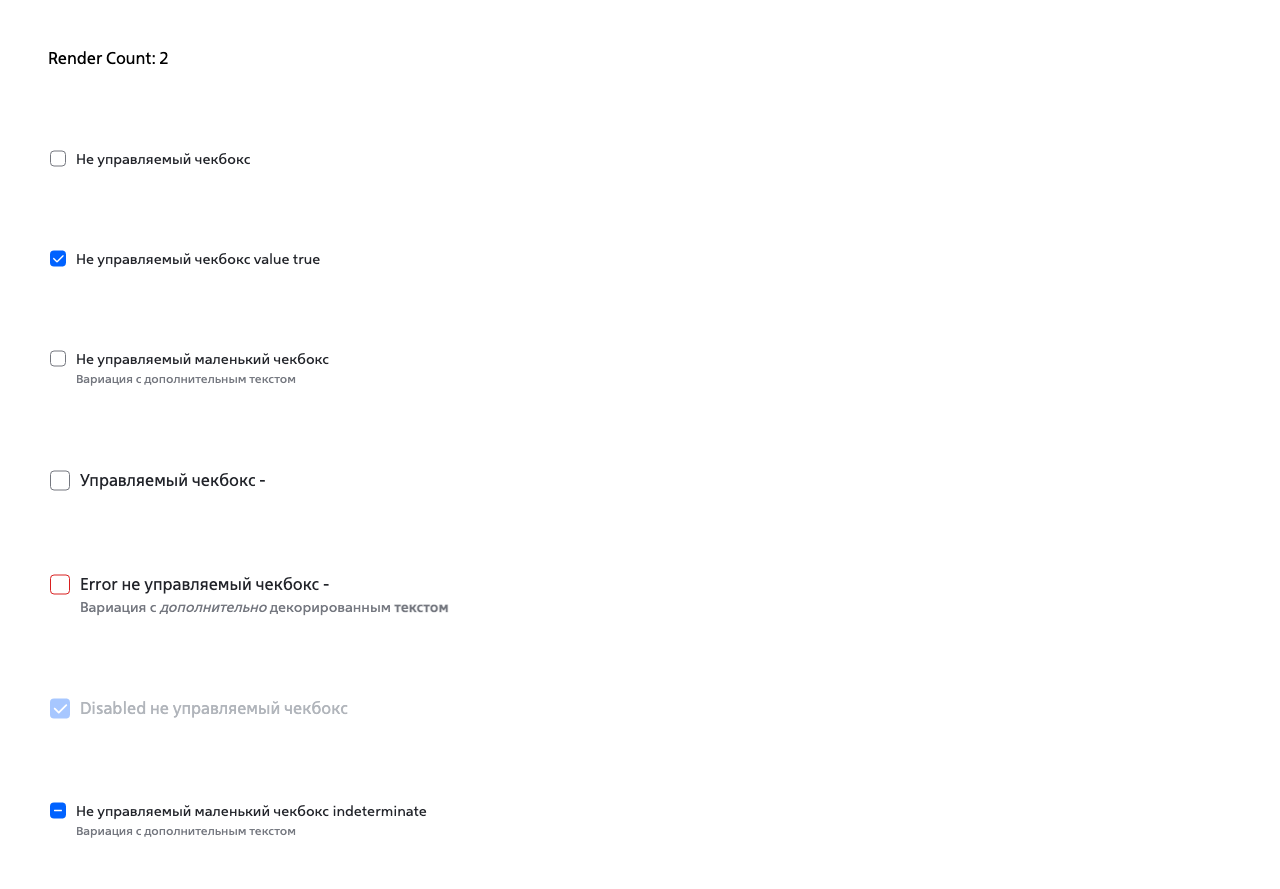 Render Count: 2
Не управляемый чекбокс
Не управляемый чекбокс value true
Не управляемый маленький чекбокс
Вариация с дополнительным текстом
Управляемый чекбокс -
Error не управляемый чекбокс -
Вариация с дополнительно декорированным текстом
Disabled не управляемый чекбокс
Не управляемый маленький чекбокс indeterminate
Вариация с дополнительным текстом